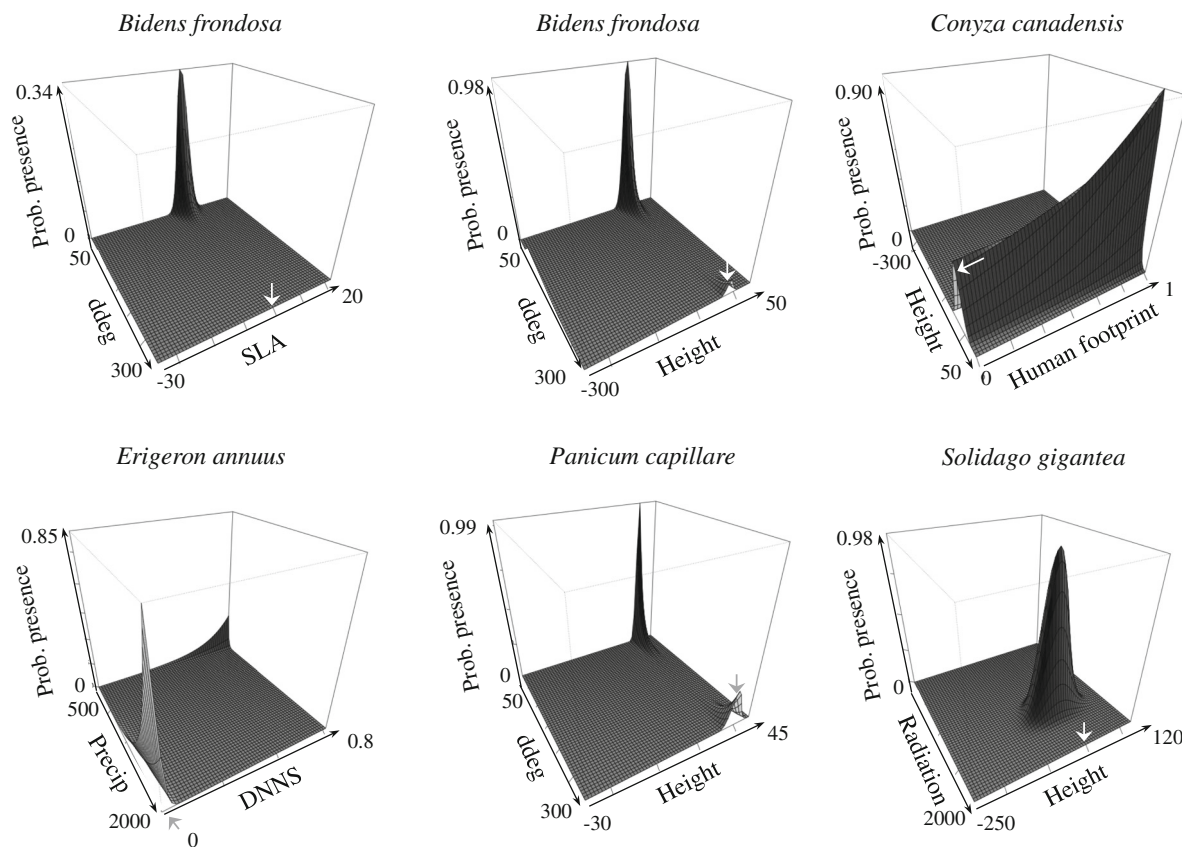 Bidens frondosa
0.34
Prob. presence
0
50
ddeg
300
-30
SLA
20
Bidens frondosa
0.98
Prob. presence
0
50
ddeg
300
-300
Height
50
Conyza canadensis
0.90
Prob. presence
0
-300
Height
50
0
Human footprint
1
Erigeron annuus
0.85
Prob. presence
0
500
Precip
2000
0
DNNS
0.8
Panicum capillare
0.99
Prob. presence
0
50
ddeg
300
-30
Height
45
Solidago gigantea
0.98
Prob. presence
0
Radiation
2000
-250
Height
120